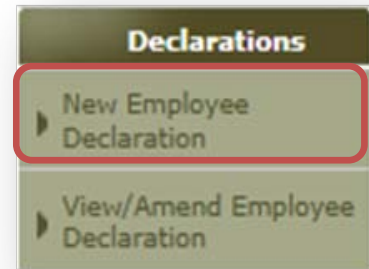 Declarations
New Employee
Declaration
View/Amend Employee
Declaration